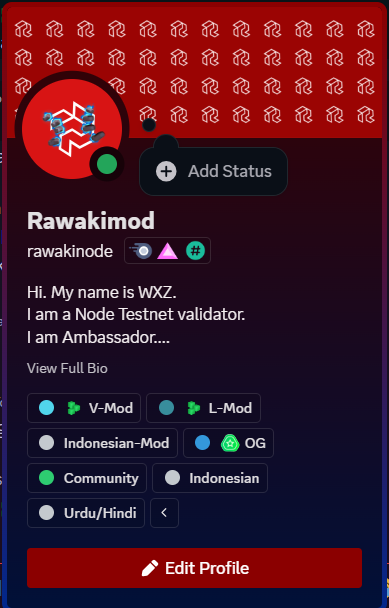 Add Status
Rawakimod
rawakinode #
Hi. My name is WXZ.
I am a Node Testnet validator.
I am Ambassador....
View Full Bio
V-Mod L-Mod
Indonesian-Mod OG
Community Indonesian
Urdu/Hindi <
Edit Profile